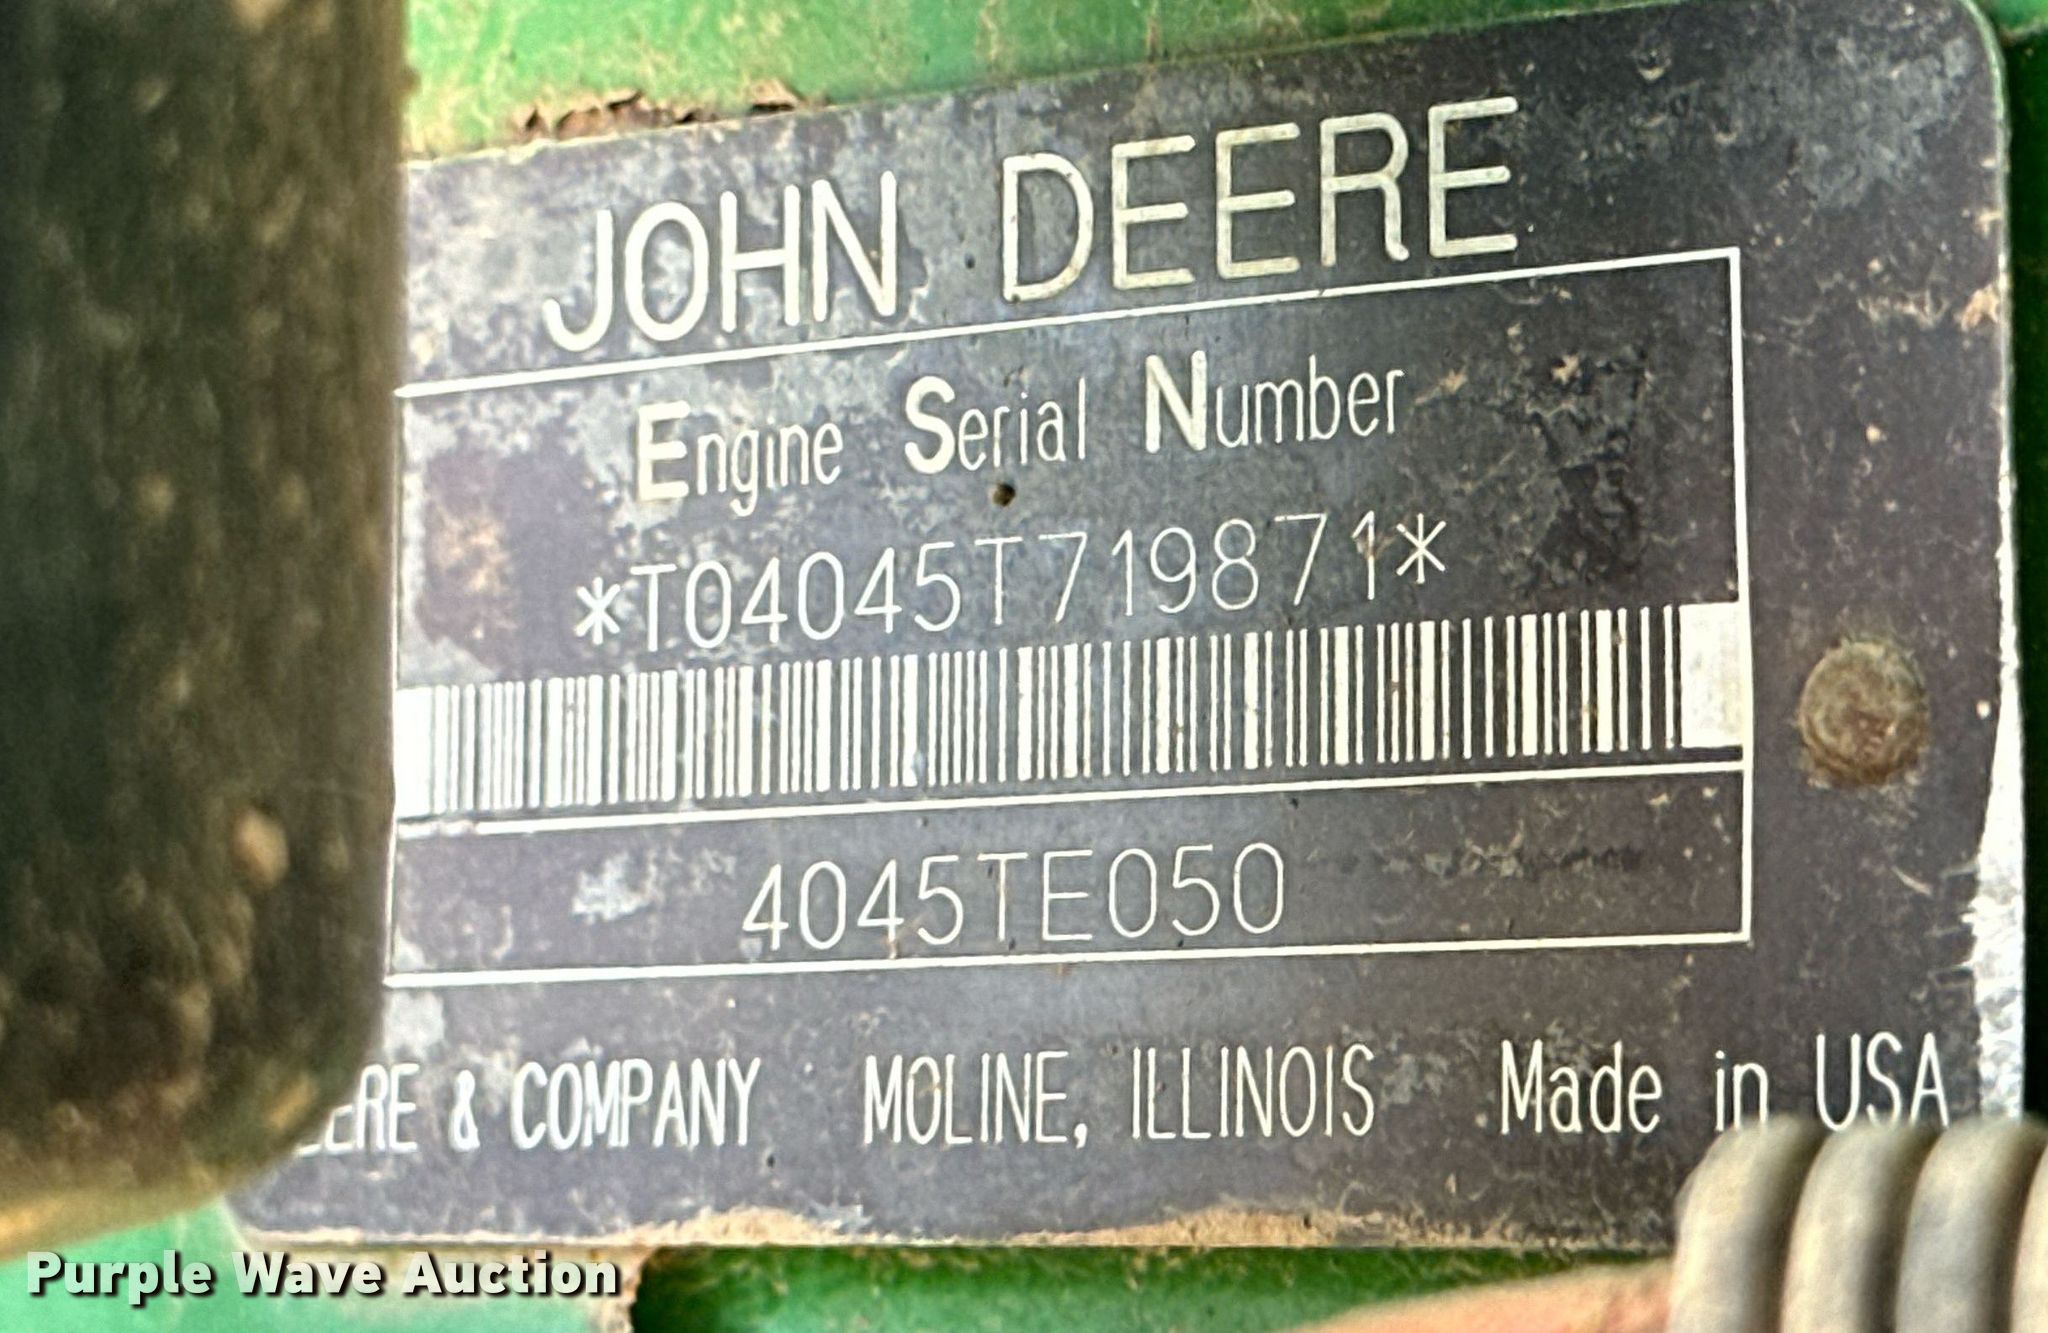 JOHN DEERE
Engine Serial Number
*T04045T719871*
4045TE050
ERE & COMPANY MOLINE, ILLINOIS Made in USA
Purple Wave Auction